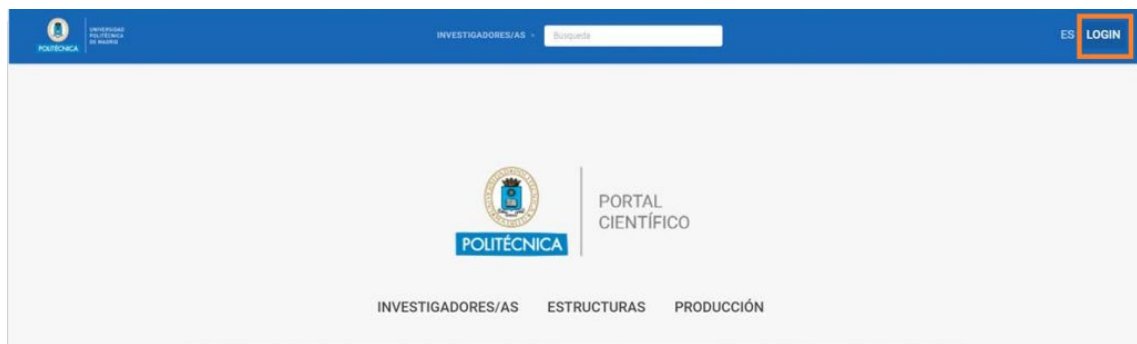 POLITÉCNICA
UNIVERSIDAD
POLITÉCNICA
DE MADRID
INVESTIGADORES/AS
Búsqueda
ES LOGIN
POLITÉCNICA
PORTAL
CIENTÍFICO
INVESTIGADORES/AS ESTRUCTURAS PRODUCCIÓN